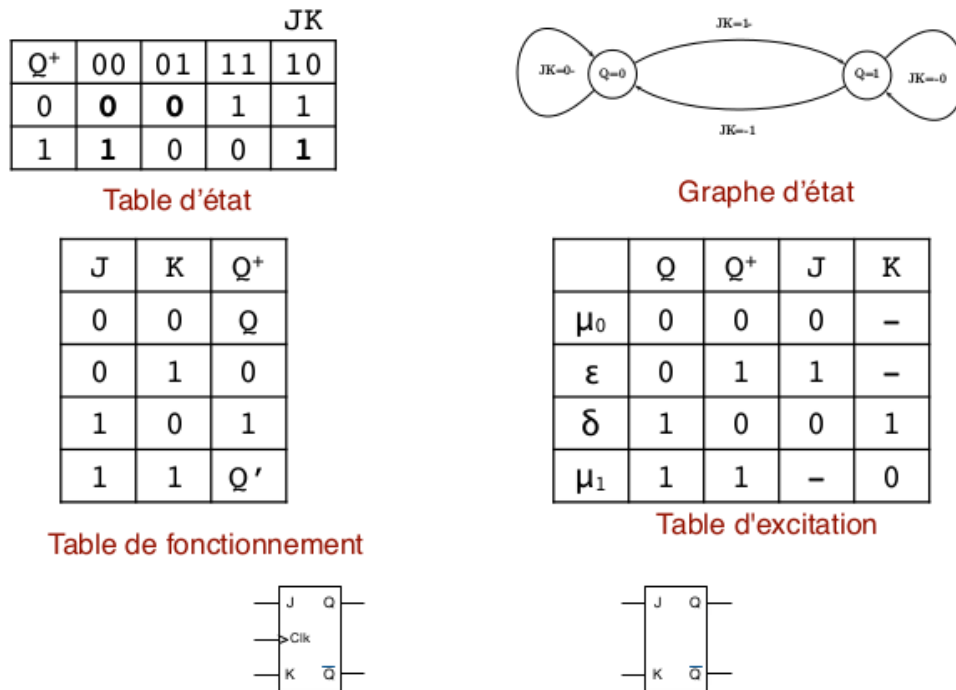 JK
Q⁺ 00 01 11 10
0 0 0 1 1
1 1 0 0 1
Table d'état
JK=1-
JK=0-
Q=0
Q=1
JK=-0
JK=-1
Graphe d'état
J K Q⁺
0 0 Q
0 1 0
1 0 1
1 1 Q'
Table de fonctionnement
Q Q⁺ J K
μ₀ 0 0 0 –
ε 0 1 1 –
δ 1 0 0 1
μ₁ 1 1 – 0
Table d'excitation
J Q
Clk
K Q̅
J Q
K Q̅